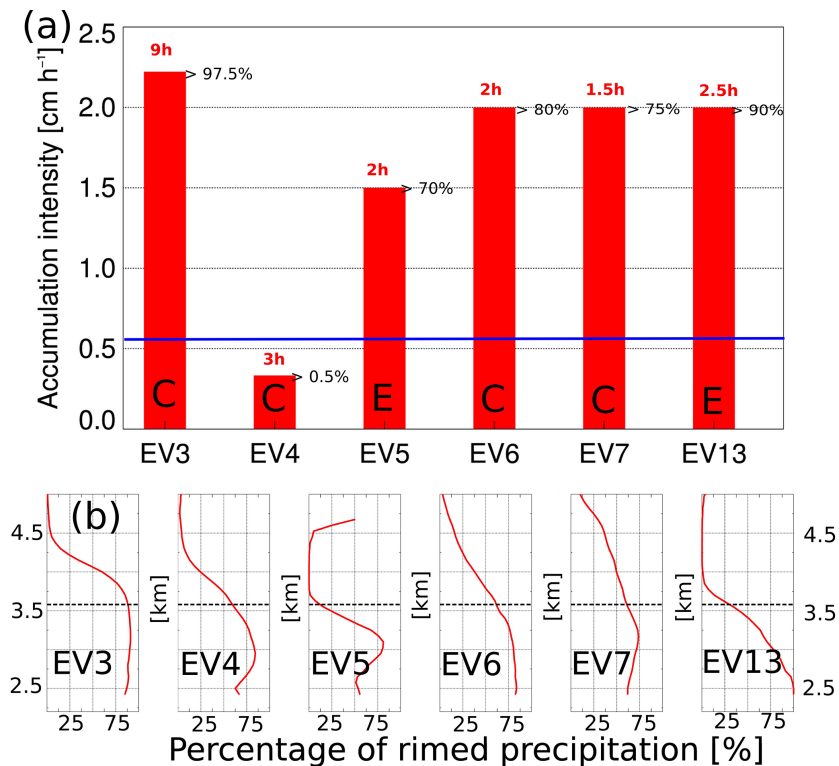 (a)
Accumulation intensity [cm h⁻¹]
2.5
2.0
1.5
1.0
0.5
0.0
9h
> 97.5%
3h
> 0.5%
2h
> 70%
2h
> 80%
1.5h
> 75%
2.5h
> 90%
C C E C C E
EV3 EV4 EV5 EV6 EV7 EV13
(b)
4.5
3.5
2.5
[km] [km] [km] [km] [km]
4.5
3.5
2.5
EV3 EV4 EV5 EV6 EV7 EV13
25 75 25 75 25 75 25 75 25 75 25 75
Percentage of rimed precipitation [%]